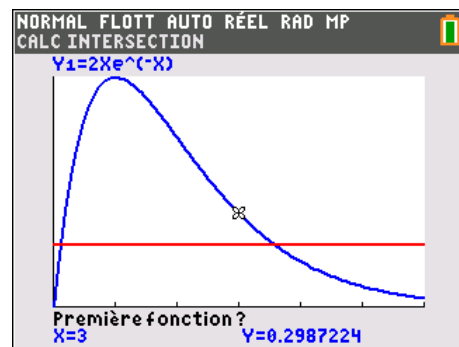 NORMAL FLOTT AUTO RÉEL RAD MP
CALC INTERSECTION
Y₁=2Xe^(-X)
Première fonction?
X=3 Y=0.2987224